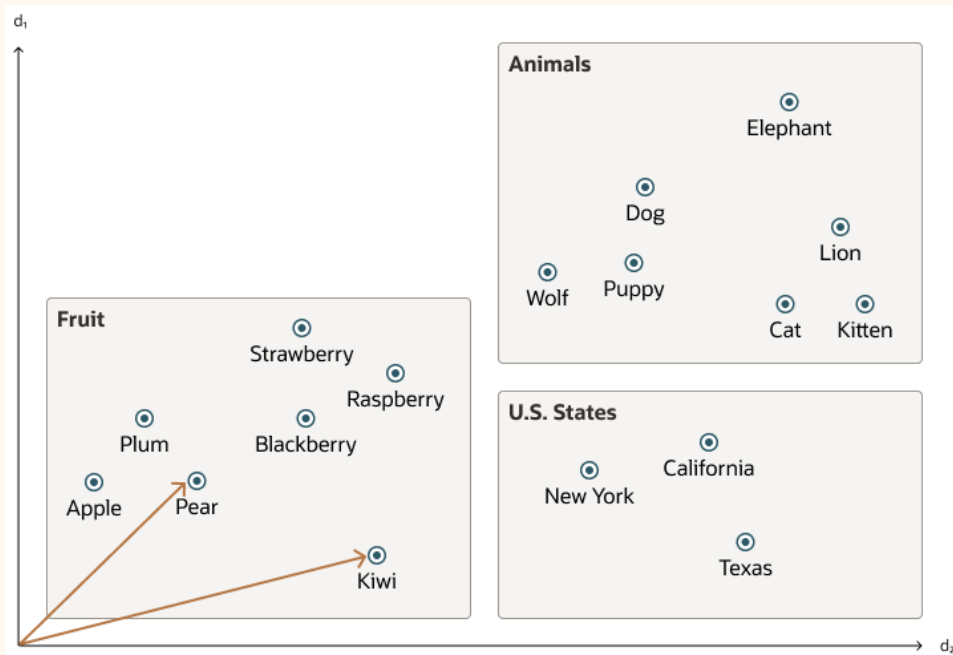 d₁
Animals
Elephant
Dog
Lion
Wolf
Puppy
Cat
Kitten
Fruit
Strawberry
Raspberry
Plum
Blackberry
Apple
Pear
Kiwi
U.S. States
California
New York
Texas
d₂